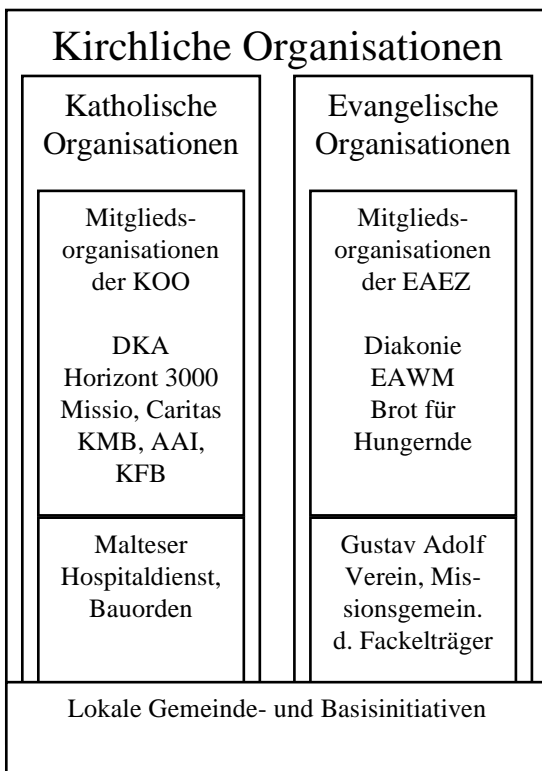 Kirchliche Organisationen
Katholische
Organisationen
Mitglieds-
organisationen
der KOO
DKA
Horizont 3000
Missio, Caritas
KMB, AAI,
KFB
Malteser
Hospitaldienst,
Bauorden
Evangelische
Organisationen
Mitglieds-
organisationen
der EAEZ
Diakonie
EAWM
Brot für
Hungernde
Gustav Adolf
Verein, Mis-
sionsgemein.
d. Fackelträger
Lokale Gemeinde- und Basisinitiativen